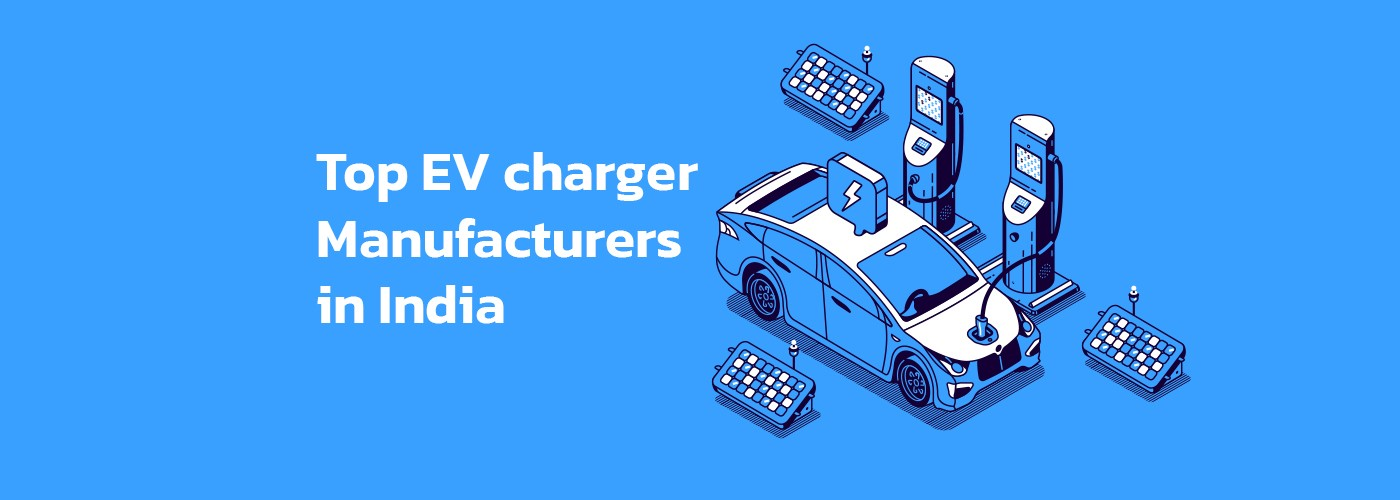 Top EV charger
Manufacturers
in India